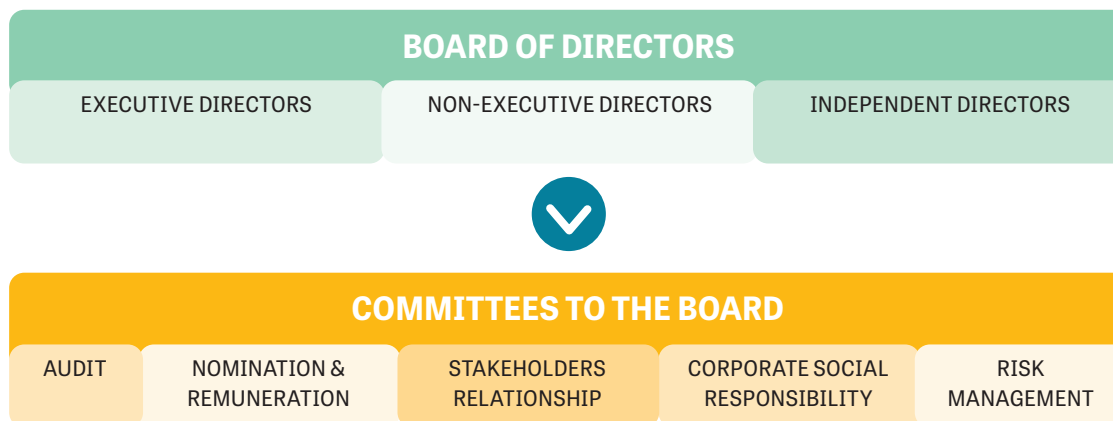 BOARD OF DIRECTORS
EXECUTIVE DIRECTORS
NON-EXECUTIVE DIRECTORS
INDEPENDENT DIRECTORS
COMMITTEES TO THE BOARD
AUDIT
NOMINATION &
REMUNERATION
STAKEHOLDERS
RELATIONSHIP
CORPORATE SOCIAL
RESPONSIBILITY
RISK
MANAGEMENT